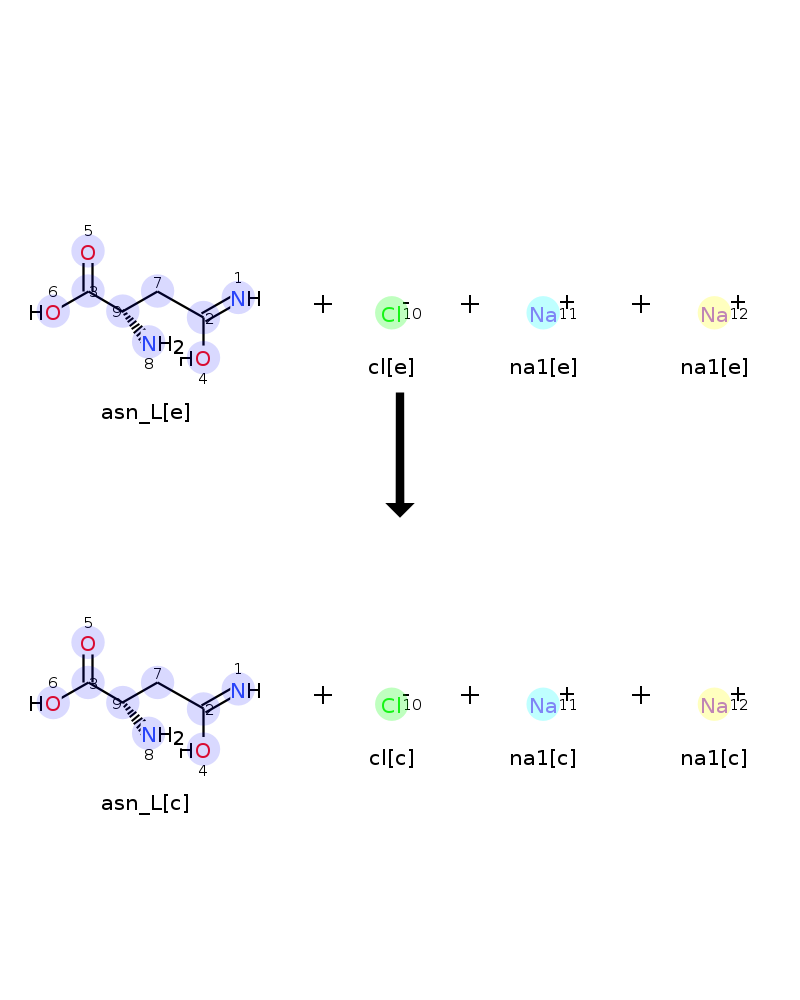 5
O
6 3 7 1
HO 9 2 NH
NH2 HO
8 4
asn_L[e]
+ Cl- 10 + Na+ 11 + Na+ 12
cl[e] na1[e] na1[e]
5
O
6 3 7 1
HO 9 2 NH
NH2 HO
8 4
asn_L[c]
+ Cl- 10 + Na+ 11 + Na+ 12
cl[c] na1[c] na1[c]